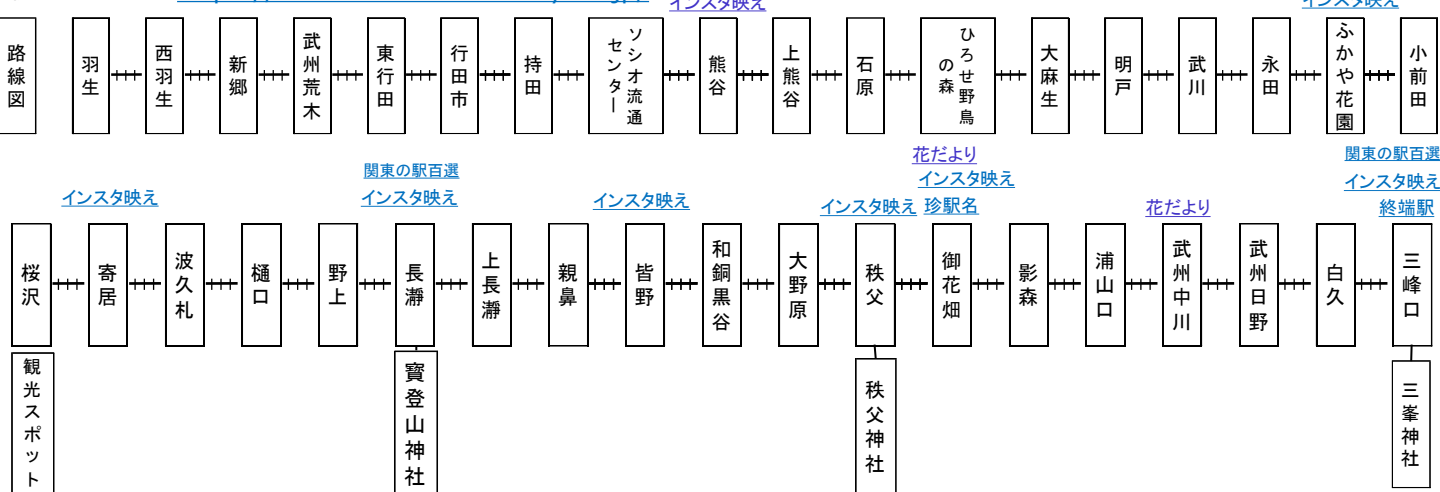 インスタ映え
インスタ映え
路線図
羽生
西羽生
新郷
武州荒木
東行田
行田市
持田
ソシオ流通
センター
熊谷
上熊谷
石原
ひろせ野鳥
の森
大麻生
明戸
武川
永田
ふかや花園
小前田
花だより
関東の駅百選
関東の駅百選
インスタ映え
インスタ映え
インスタ映え
インスタ映え
インスタ映え
インスタ映え
珍駅名
花だより
終端駅
桜沢
寄居
波久札
樋口
野上
長瀞
上長瀞
親鼻
皆野
和銅黒谷
大野原
秩父
御花畑
影森
浦山口
武州中川
武州日野
白久
三峰口
観光スポット
寳登山神社
秩父神社
三峯神社